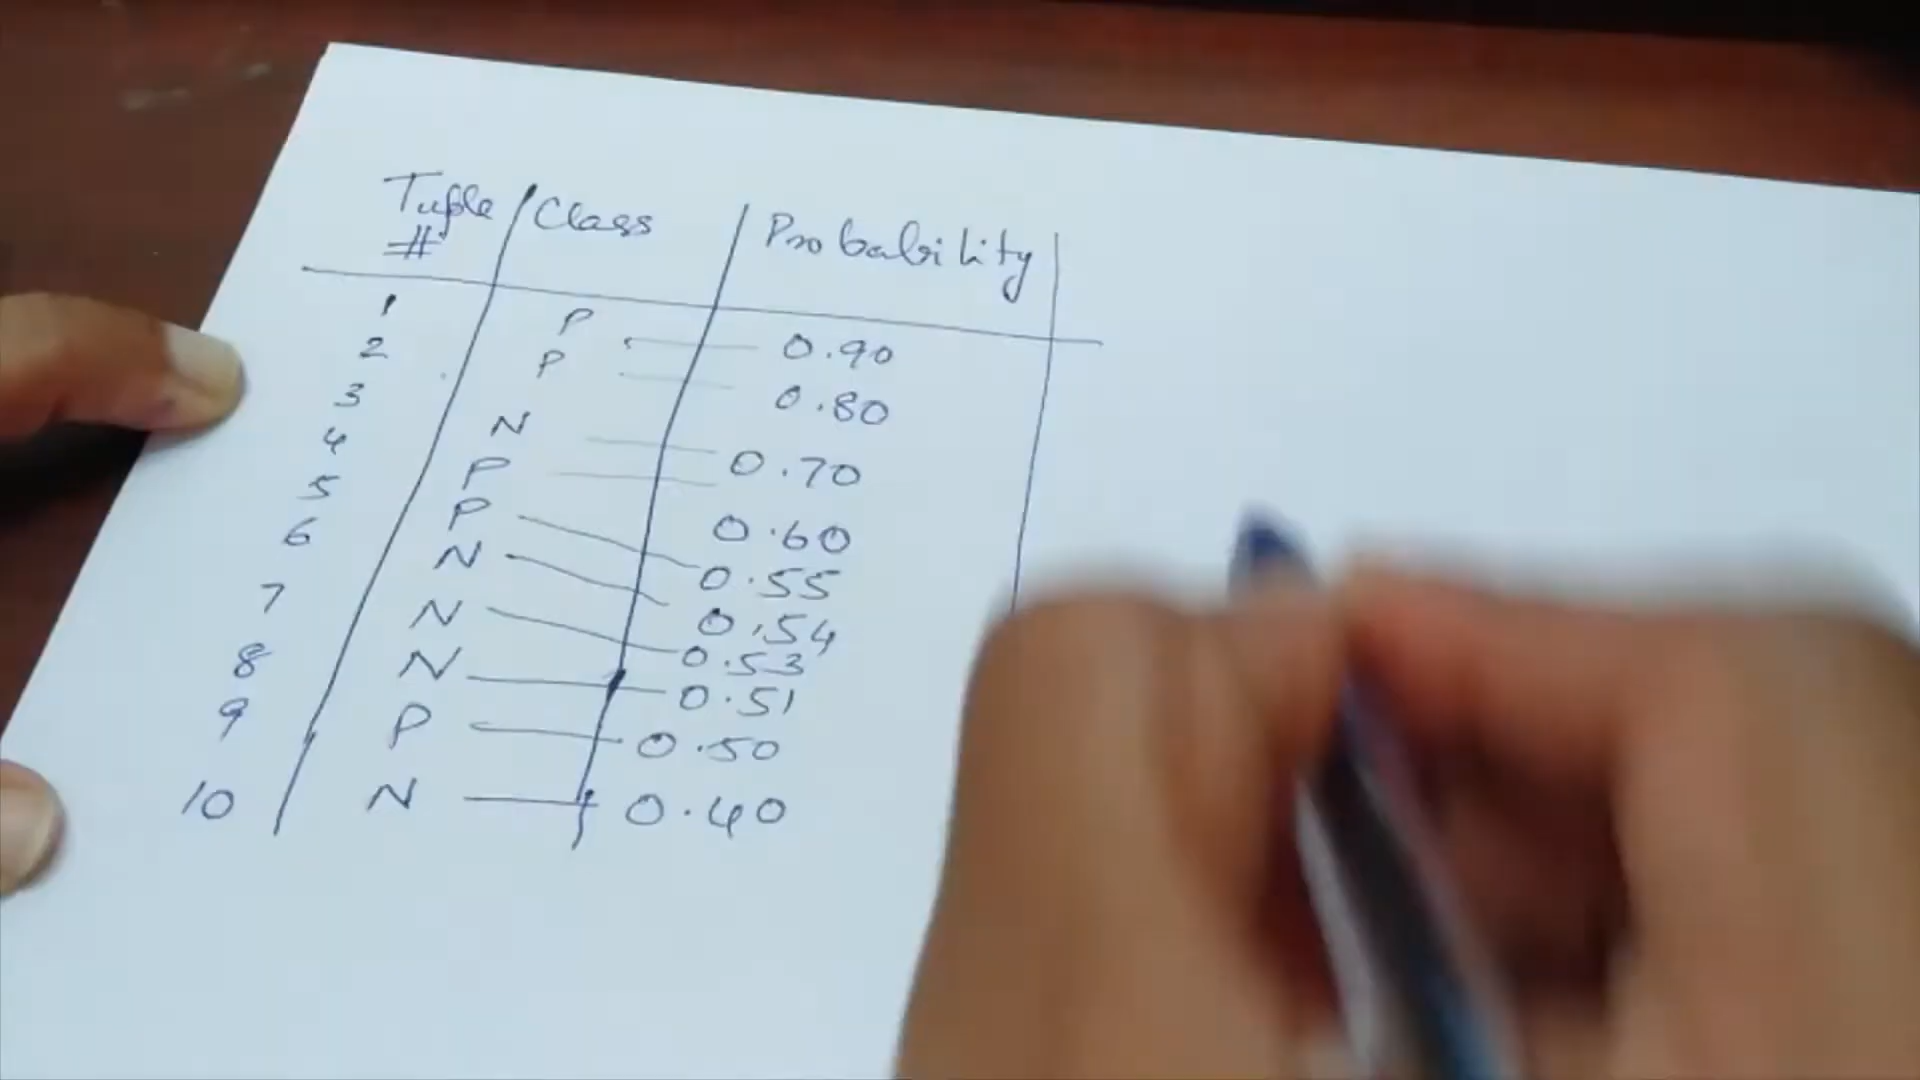 Tuple # Class Probability
1 P 0.90
2 P 0.80
3 N 0.70
4 P 0.60
5 P 0.55
6 N 0.54
7 N 0.53
8 N 0.51
9 P 0.50
10 N 0.40